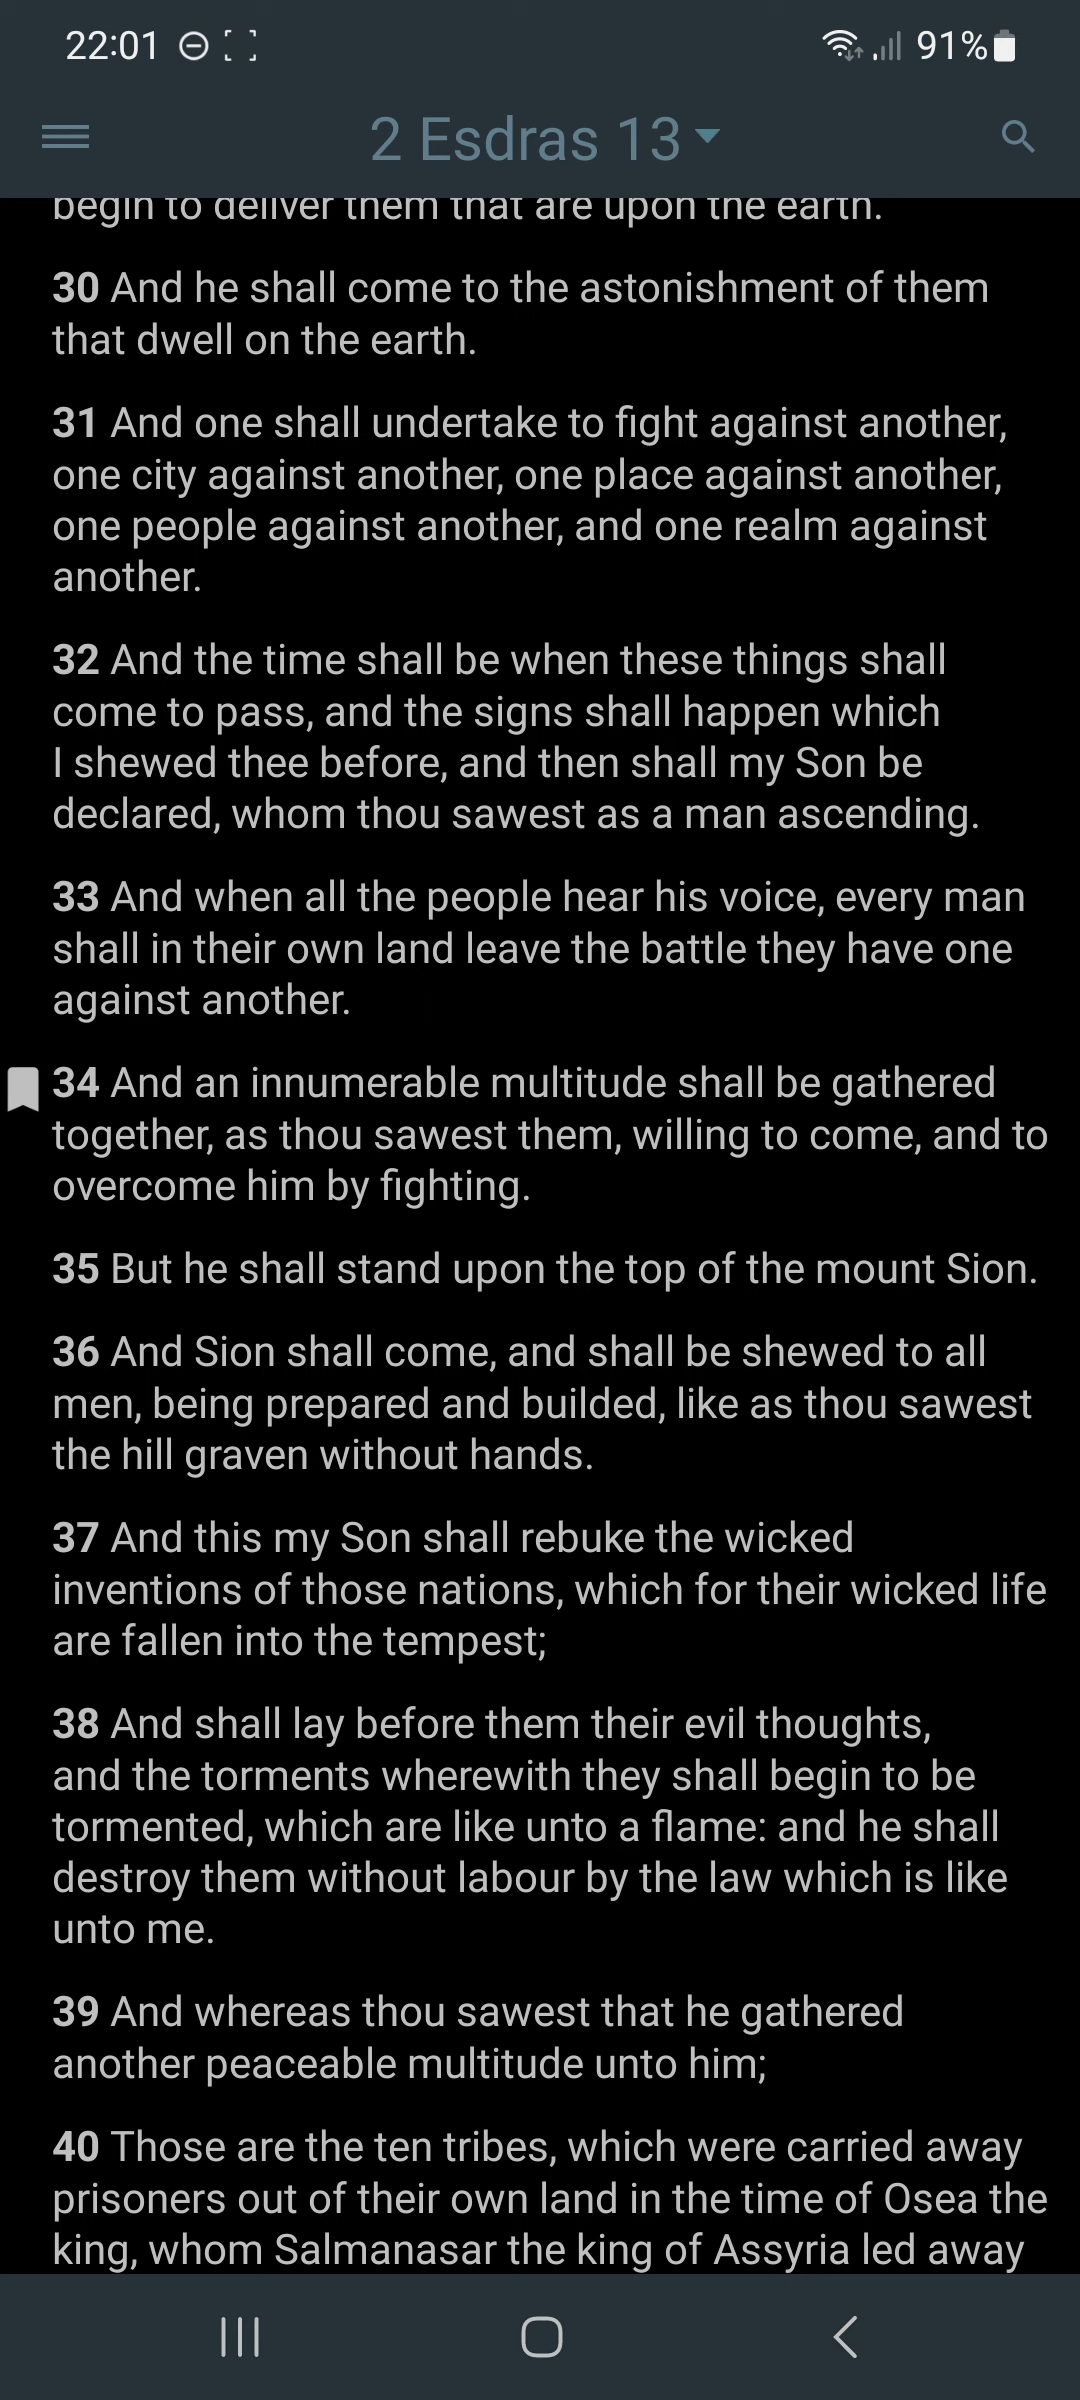 22:01
91%
2 Esdras 13
begin to deliver them that are upon the earth.
30 And he shall come to the astonishment of them
that dwell on the earth.
31 And one shall undertake to fight against another,
one city against another, one place against another,
one people against another, and one realm against
another.
32 And the time shall be when these things shall
come to pass, and the signs shall happen which
I shewed thee before, and then shall my Son be
declared, whom thou sawest as a man ascending.
33 And when all the people hear his voice, every man
shall in their own land leave the battle they have one
against another.
34 And an innumerable multitude shall be gathered
together, as thou sawest them, willing to come, and to
overcome him by fighting.
35 But he shall stand upon the top of the mount Sion.
36 And Sion shall come, and shall be shewed to all
men, being prepared and builded, like as thou sawest
the hill graven without hands.
37 And this my Son shall rebuke the wicked
inventions of those nations, which for their wicked life
are fallen into the tempest;
38 And shall lay before them their evil thoughts,
and the torments wherewith they shall begin to be
tormented, which are like unto a flame: and he shall
destroy them without labour by the law which is like
unto me.
39 And whereas thou sawest that he gathered
another peaceable multitude unto him;
40 Those are the ten tribes, which were carried away
prisoners out of their own land in the time of Osea the
king, whom Salmanasar the king of Assyria led away